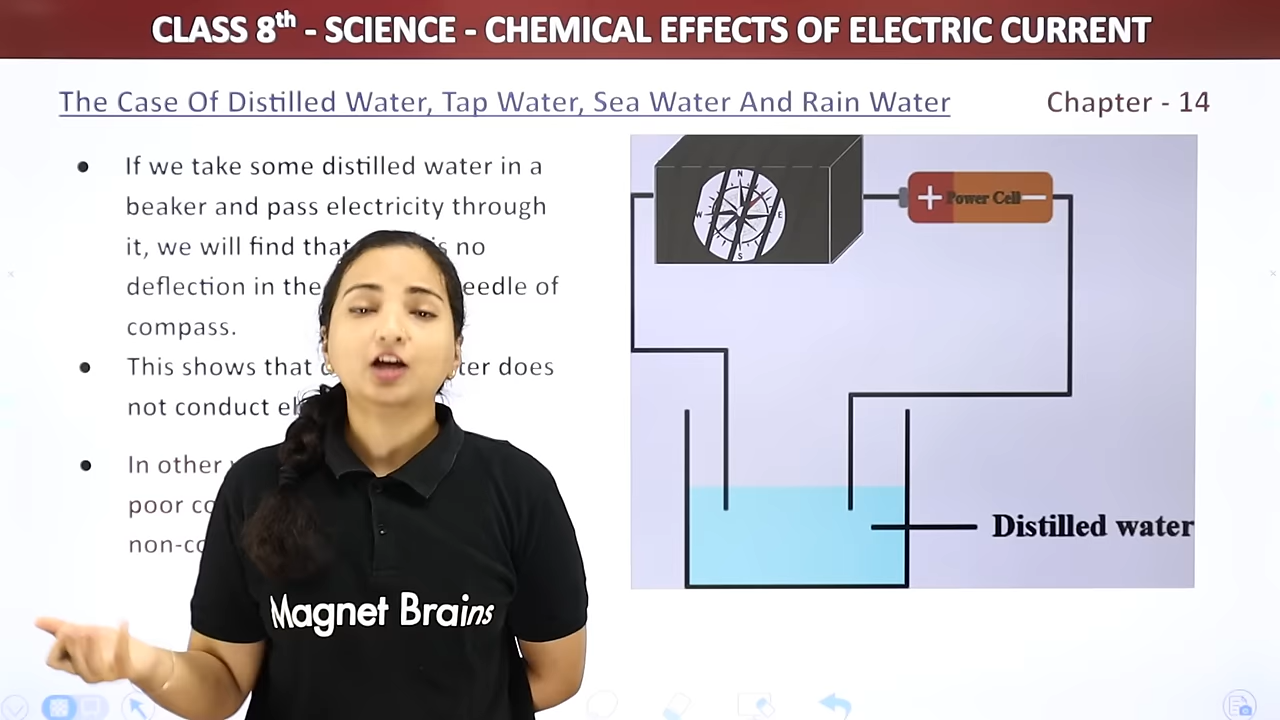 CLASS 8th - SCIENCE - CHEMICAL EFFECTS OF ELECTRIC CURRENT
The Case Of Distilled Water, Tap Water, Sea Water And Rain Water
Chapter - 14
If we take some distilled water in a
beaker and pass electricity through
it, we will find that is no
deflection in the eedle of
compass.
This shows that ter does
not conduct el
In other
poor co
non-co
N
W
E
S
+ Power Cell −
Distilled water
Magnet Brains